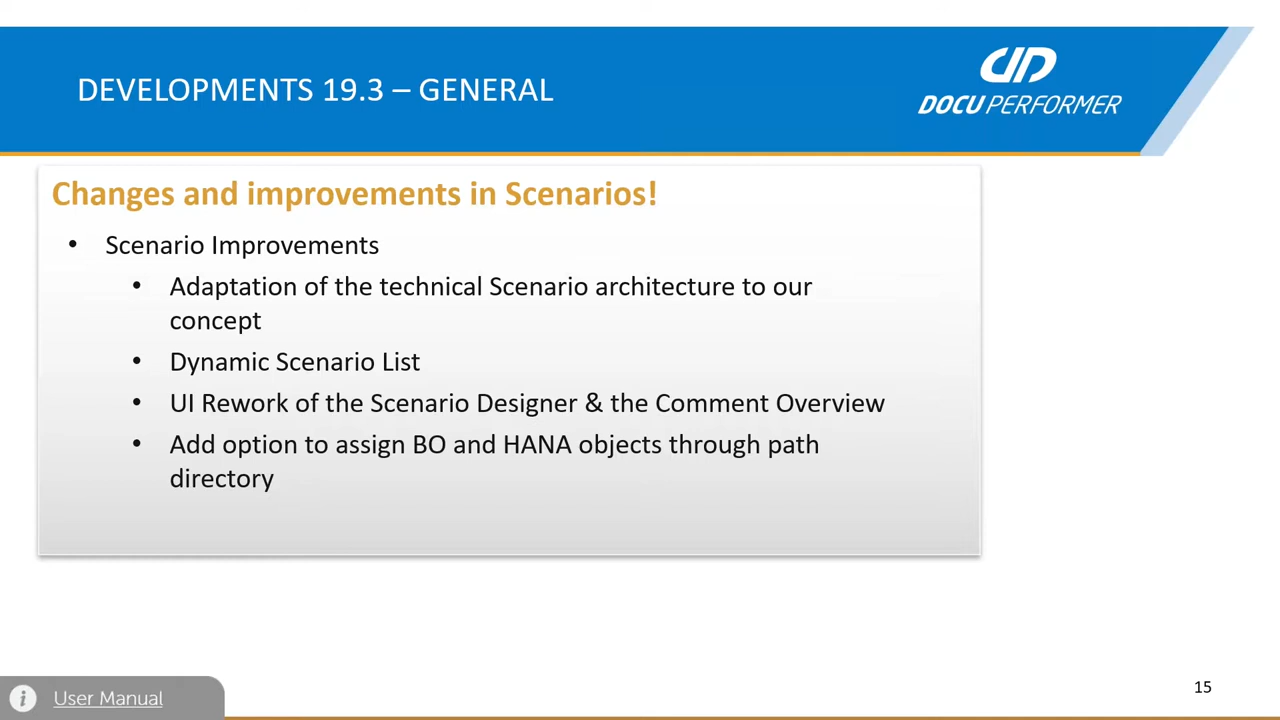 DEVELOPMENTS 19.3 – GENERAL
DOCU PERFORMER
Changes and improvements in Scenarios!
• Scenario Improvements
• Adaptation of the technical Scenario architecture to our
concept
• Dynamic Scenario List
• UI Rework of the Scenario Designer & the Comment Overview
• Add option to assign BO and HANA objects through path
directory
User Manual
15